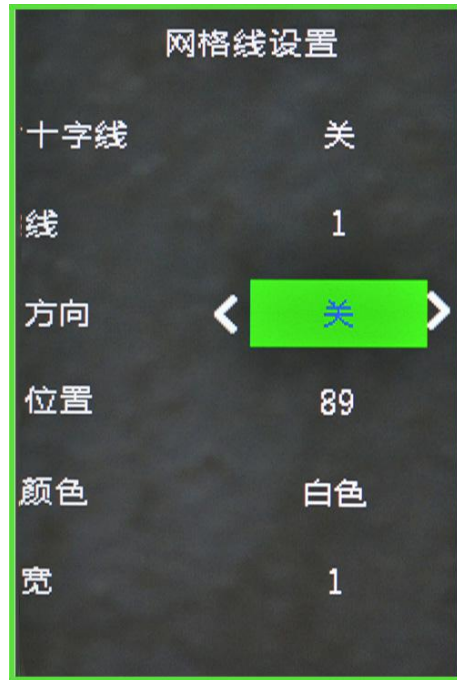 网格线设置
十字线 关
线 1
方向 < 关 >
位置 89
颜色 白色
宽 1